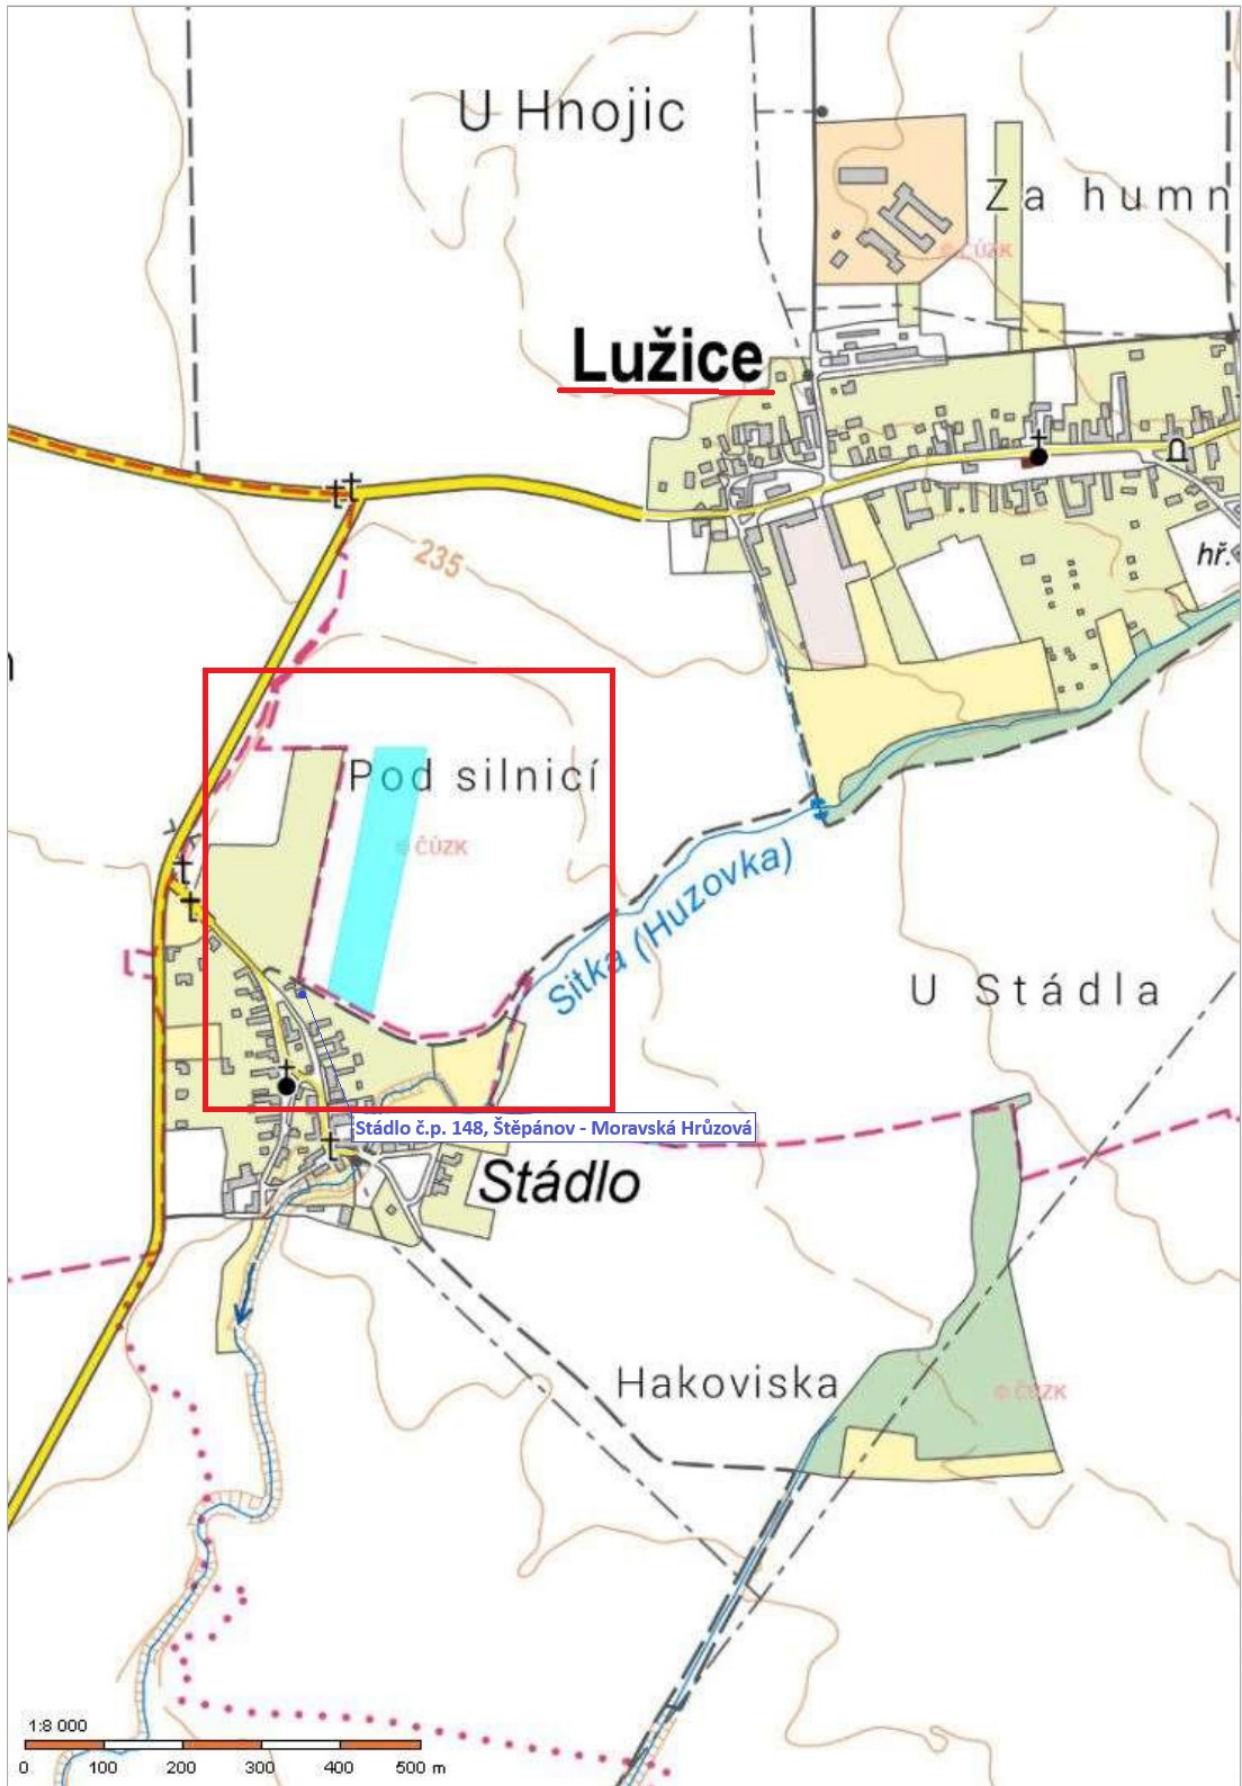 U Hnojic
Za humn
© ČÚZK
Lužice
235
hř.
Pod silnicí
© ČÚZK
Sitka (Huzovka)
U Stádla
Stádlo č.p. 148, Štěpánov - Moravská Hrůzová
Stádlo
Hakoviska
© ČÚZK
1:8 000
0 100 200 300 400 500 m